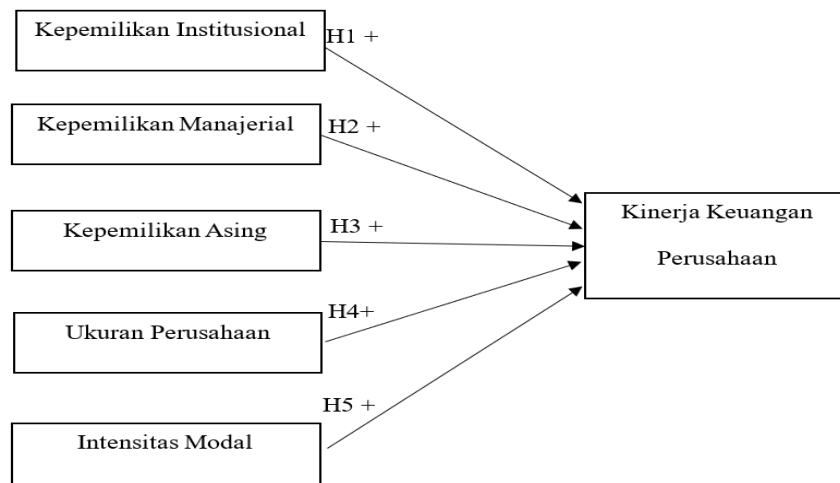 Kepemilikan Institusional
H1 +
Kepemilikan Manajerial
H2 +
Kepemilikan Asing
H3 +
Ukuran Perusahaan
H4+
Intensitas Modal
H5 +
Kinerja Keuangan
Perusahaan